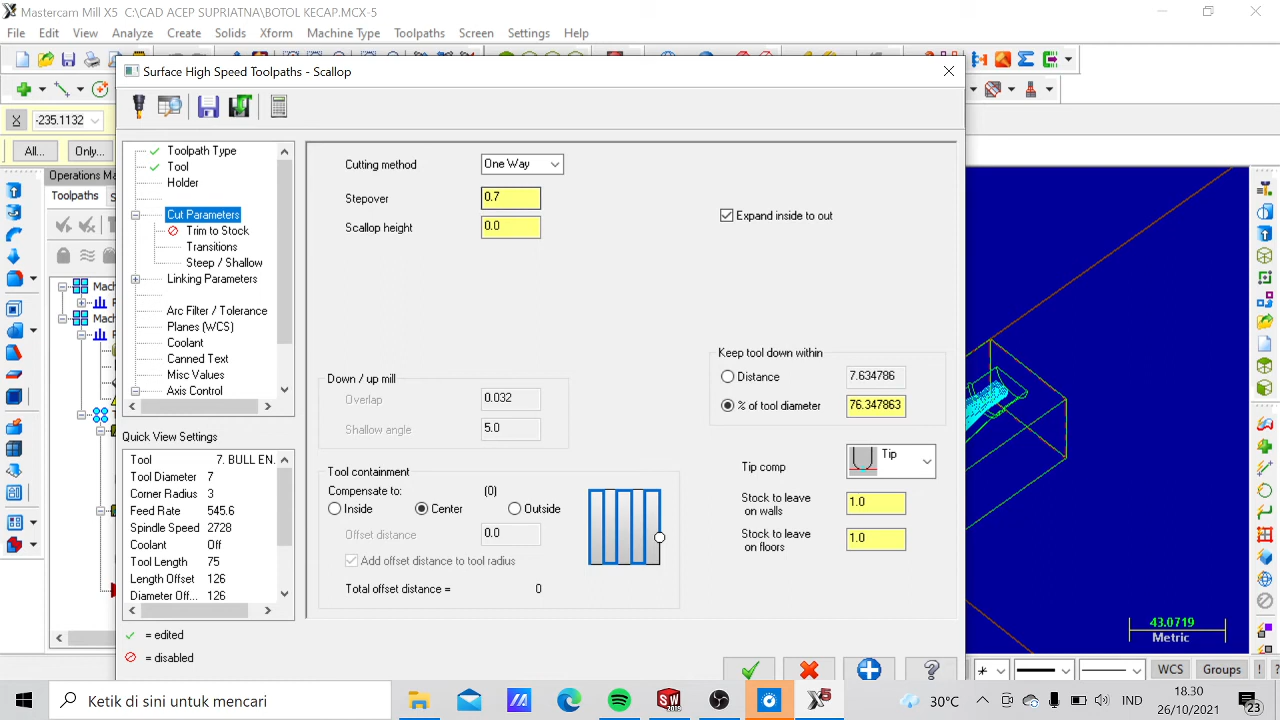 Mastercam Mill X5 C:\CAD ACEP SUPRIATNA\BOTOL KECAP.MCX-5
File Edit View Analyze Create Solids Xform Machine Type Toolpaths Screen Settings Help
Surface High Speed Toolpaths - Scallop
-235.1132
All... Only...
Operations Ma
Toolpaths S
Mach
Mach
Toolpath Type
Tool
Holder
Cut Parameters
Trim to Stock
Transitions
Steep / Shallow
Linking Parameters
Arc Filter / Tolerance
Planes (WCS)
Coolant
Canned Text
Misc Values
Axis Control
Quick View Settings
Tool 7. BULL EN.
Tool Diameter 7
Corner Radius 3
Feed Rate 545.6
Spindle Speed 2728
Coolant Off
Tool Length 75
Length Offset 126
Diameter Off... 126
= edited
= disabled
Cutting method One Way
Stepover 0.7
Scallop height 0.0
Expand inside to out
Down / up mill
Overlap 0.032
Shallow angle 5.0
Keep tool down within
Distance 7.634786
% of tool diameter 76.347863
Tool containment
Compensate to: (0)
Inside Center Outside
Offset distance 0.0
Add offset distance to tool radius
Total offset distance = 0
Tip comp Tip
Stock to leave on walls 1.0
Stock to leave on floors 1.0
43.0719
Metric
WCS Groups ! ?
Ketik di sini untuk mencari
30°C IND 18.30
26/10/2021 23